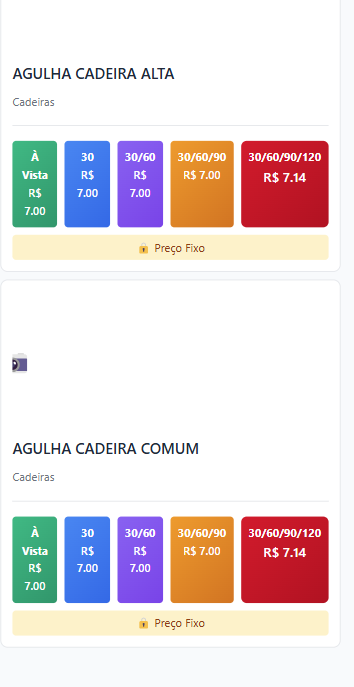 AGULHA CADEIRA ALTA
Cadeiras
À Vista R$ 7.00
30 R$ 7.00
30/60 R$ 7.00
30/60/90 R$ 7.00
30/60/90/120 R$ 7.14
Preço Fixo
AGULHA CADEIRA COMUM
Cadeiras
À Vista R$ 7.00
30 R$ 7.00
30/60 R$ 7.00
30/60/90 R$ 7.00
30/60/90/120 R$ 7.14
Preço Fixo